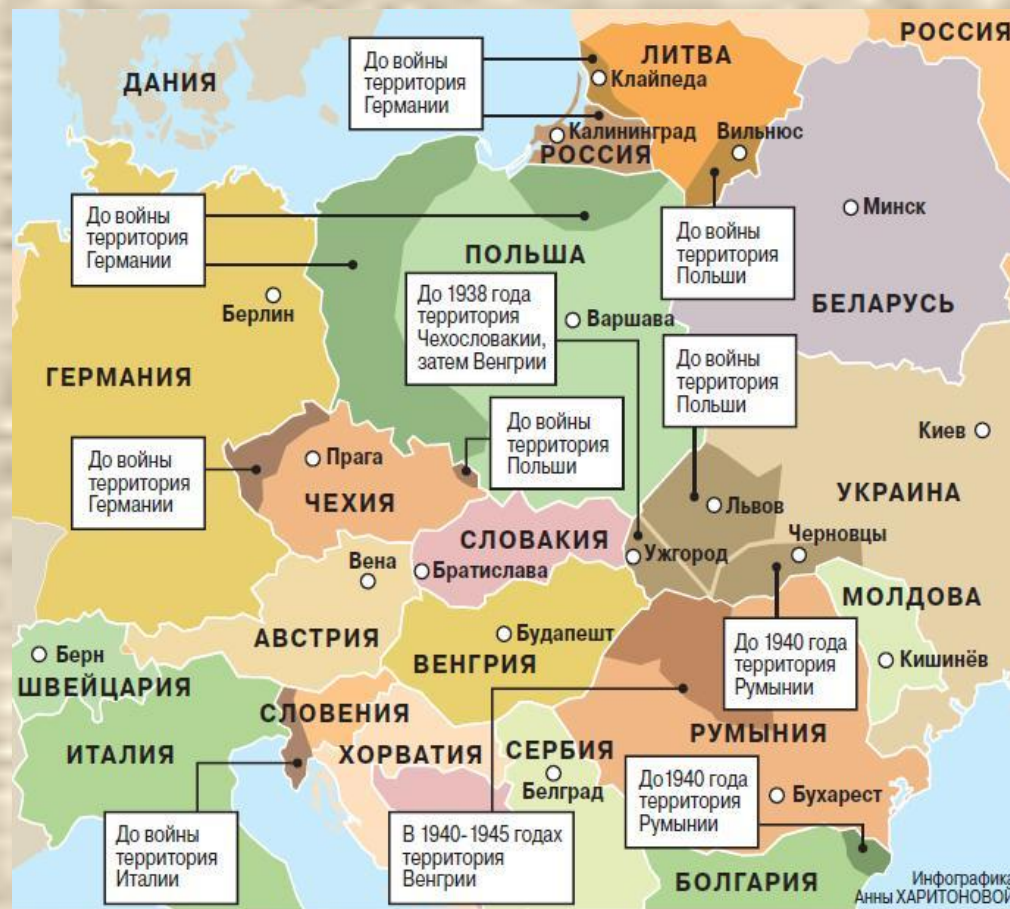 РОССИЯ
ДАНИЯ
До войны
территория
Германии
ЛИТВА
Клайпеда
Калининград
РОССИЯ
Вильнюс
До войны
территория
Германии
ПОЛЬША
До войны
территория
Польши
Минск
БЕЛАРУСЬ
Берлин
До 1938 года
территория
Чехословакии,
затем Венгрии
Варшава
ГЕРМАНИЯ
До войны
территория
Польши
Киев
До войны
территория
Германии
Прага
ЧЕХИЯ
До войны
территория
Польши
Львов
УКРАИНА
СЛОВАКИЯ
Ужгород
Черновцы
Вена
Братислава
МОЛДОВА
АВСТРИЯ
Будапешт
ВЕНГРИЯ
До 1940 года
территория
Румынии
Кишинёв
Берн
ШВЕЙЦАРИЯ
СЛОВЕНИЯ
ИТАЛИЯ
ХОРВАТИЯ
СЕРБИЯ
Белград
РУМЫНИЯ
До 1940 года
территория
Румынии
Бухарест
До войны
территория
Италии
В 1940-1945 годах
территория
Венгрии
БОЛГАРИЯ
Инфографика
Анны ХАРИТОНОВОЙ